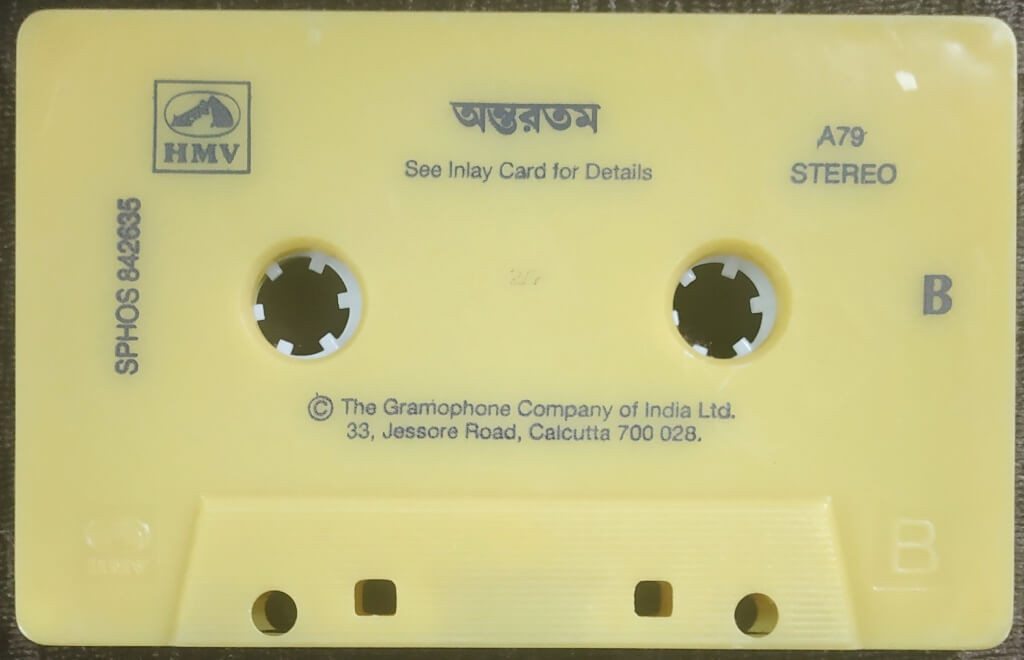 HMV
অন্তরতম
See Inlay Card for Details
A79
STEREO
SPHOS 842635
B
© The Gramophone Company of India Ltd.
33, Jessore Road, Calcutta 700 028.
B